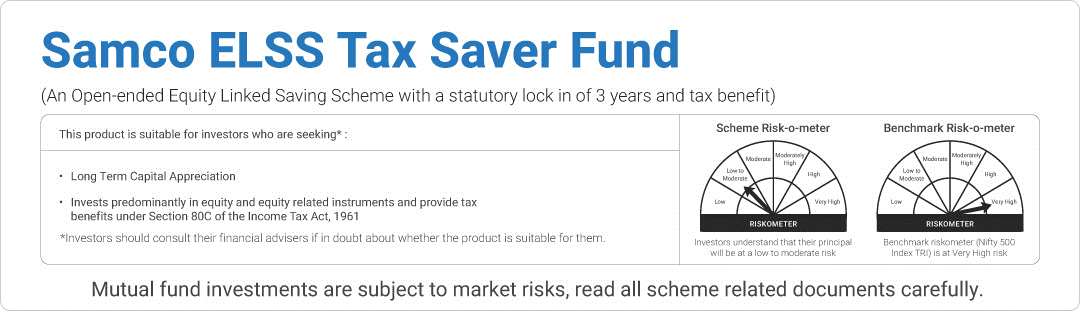 Samco ELSS Tax Saver Fund
(An Open-ended Equity Linked Saving Scheme with a statutory lock in of 3 years and tax benefit)
This product is suitable for investors who are seeking* :
• Long Term Capital Appreciation
• Invests predominantly in equity and equity related instruments and provide tax
benefits under Section 80C of the Income Tax Act, 1961
*Investors should consult their financial advisers if in doubt about whether the product is suitable for them.
Scheme Risk-o-meter
Low
Low to
Moderate
Moderate
Moderately
High
High
Very High
RISKOMETER
Investors understand that their principal
will be at a low to moderate risk
Benchmark Risk-o-meter
Low
Low to
Moderate
Moderate
Moderately
High
High
Very High
RISKOMETER
Benchmark riskometer (Nifty 500
Index TRI) is at Very High risk
Mutual fund investments are subject to market risks, read all scheme related documents carefully.